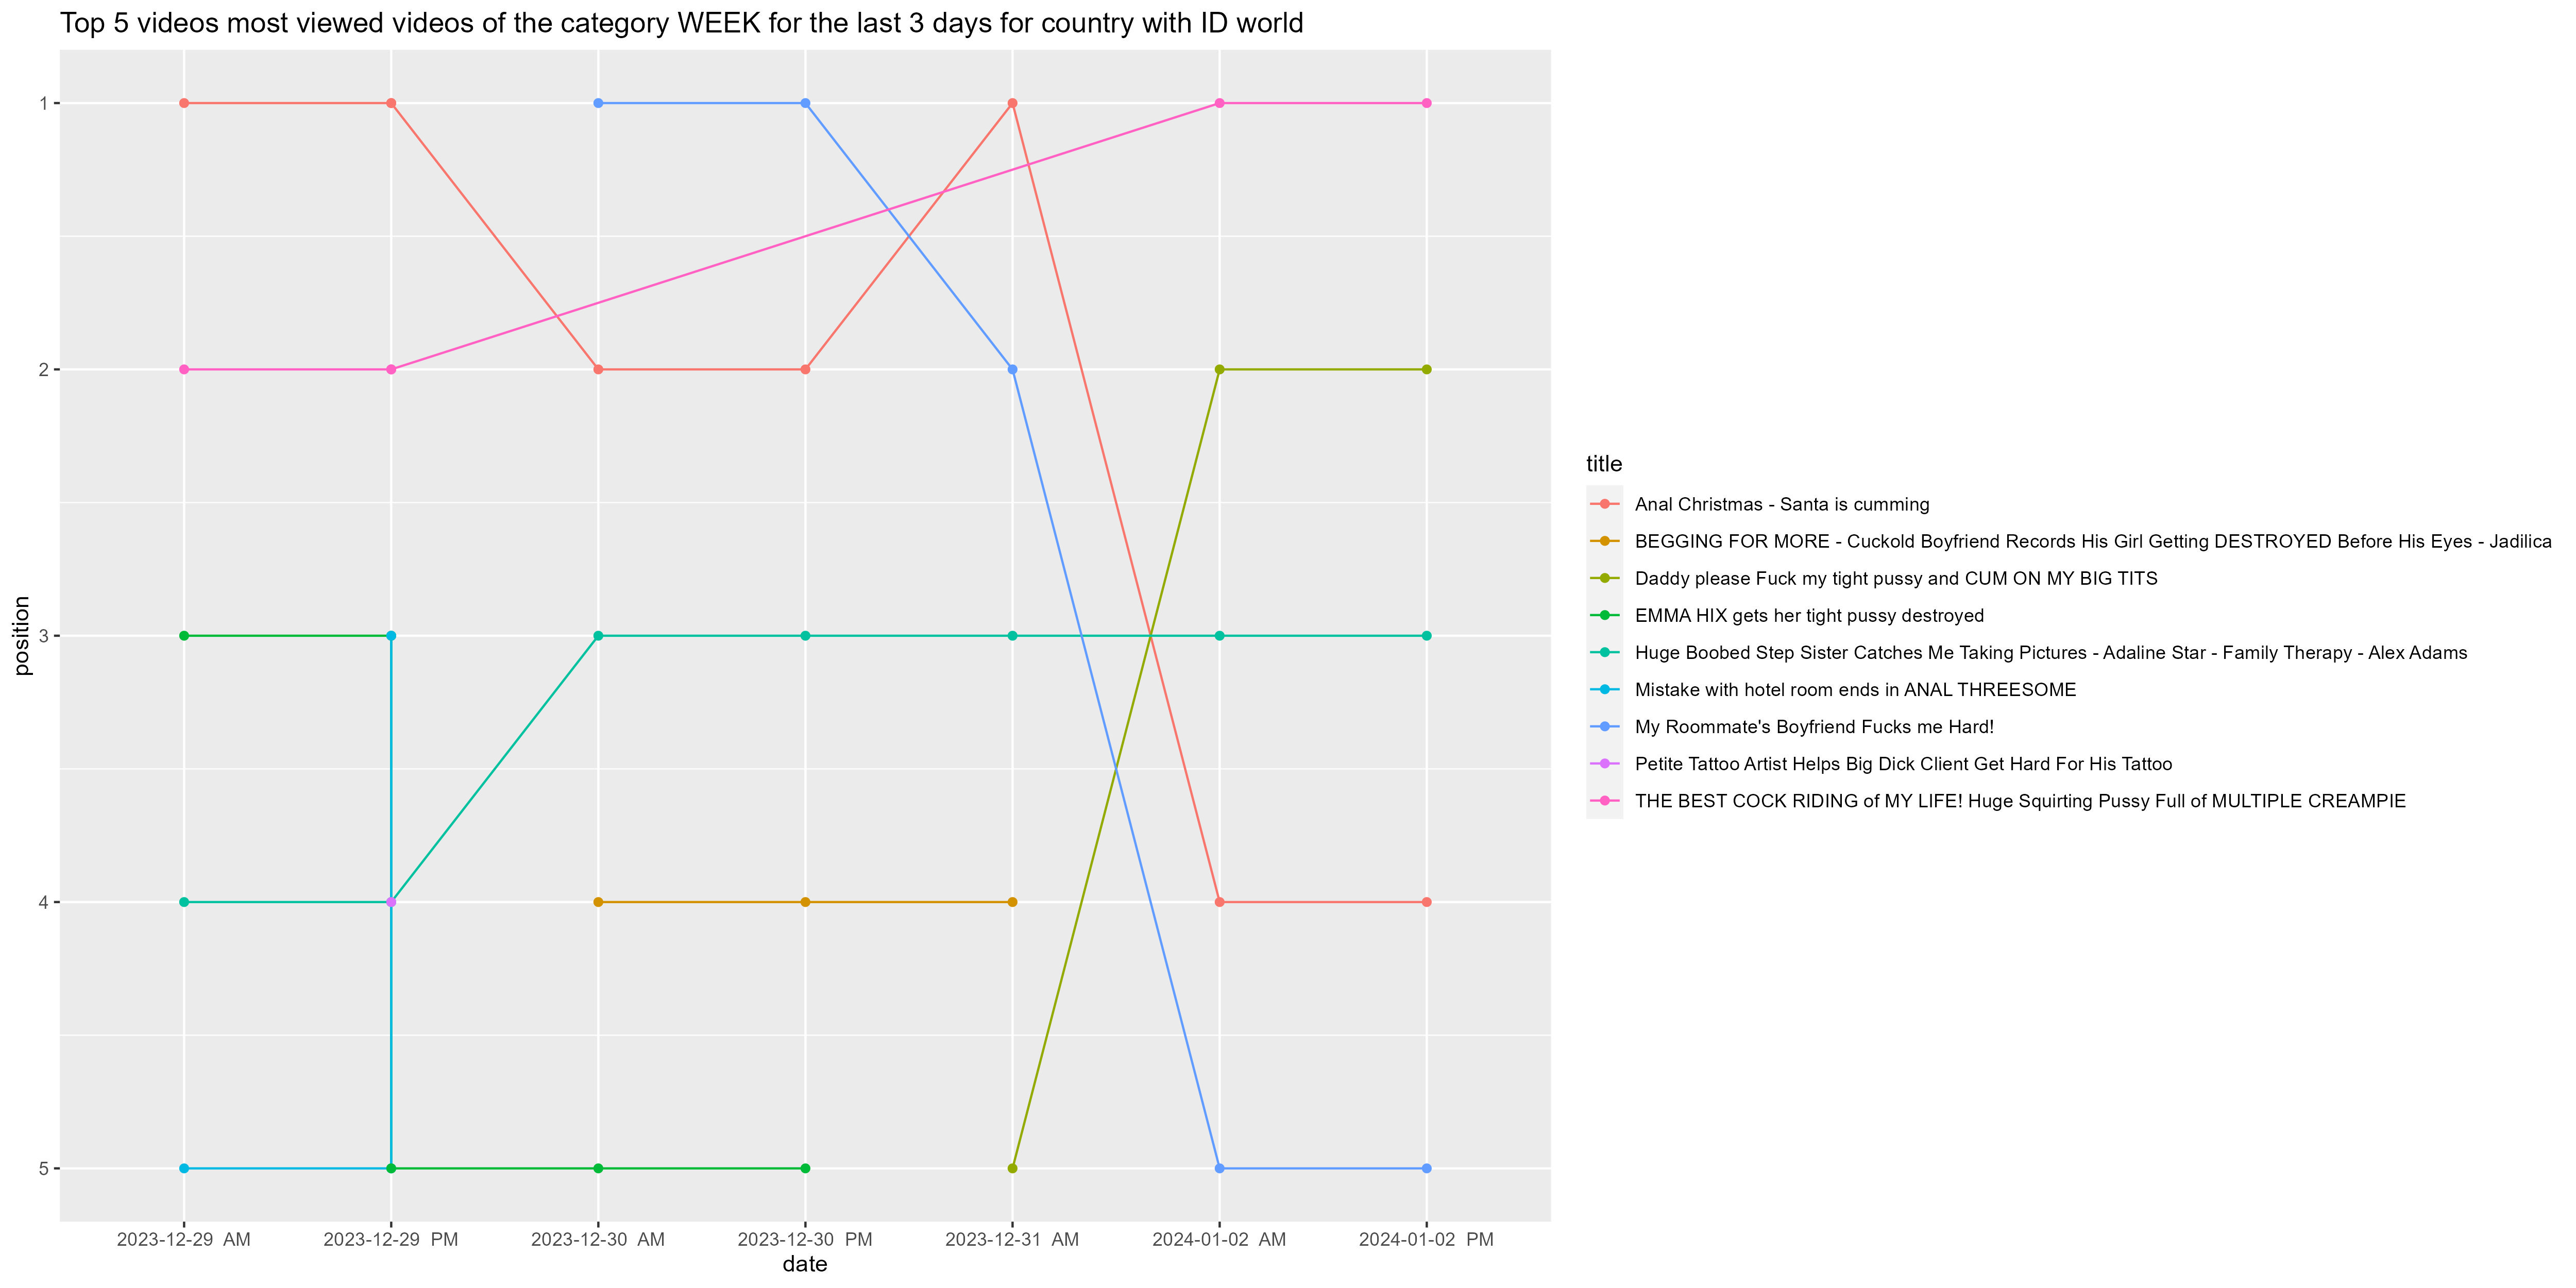 Top 5 videos most viewed videos of the category WEEK for the last 3 days for country with ID world
position
1
2
3
4
5
2023-12-29 AM
2023-12-29 PM
2023-12-30 AM
2023-12-30 PM
2023-12-31 AM
2024-01-02 AM
2024-01-02 PM
date
title
Anal Christmas - Santa is cumming
BEGGING FOR MORE - Cuckold Boyfriend Records His Girl Getting DESTROYED Before His Eyes - Jadilica
Daddy please Fuck my tight pussy and CUM ON MY BIG TITS
EMMA HIX gets her tight pussy destroyed
Huge Boobed Step Sister Catches Me Taking Pictures - Adaline Star - Family Therapy - Alex Adams
Mistake with hotel room ends in ANAL THREESOME
My Roommate's Boyfriend Fucks me Hard!
Petite Tattoo Artist Helps Big Dick Client Get Hard For His Tattoo
THE BEST COCK RIDING of MY LIFE! Huge Squirting Pussy Full of MULTIPLE CREAMPIE